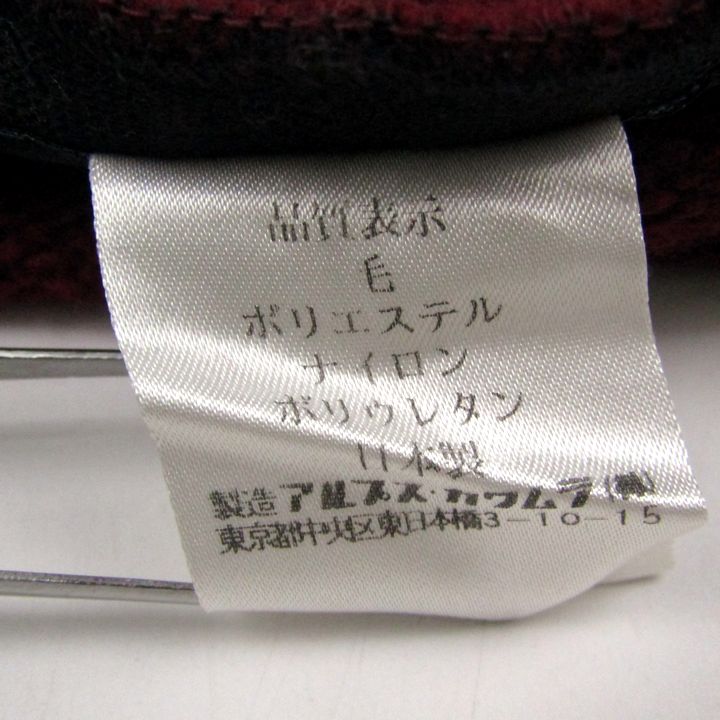 品質表示
毛
ポリエステル
ナイロン
ポリウレタン
日本製
製造 アルプス・カワムラ(株)
東京都中央区東日本橋3-10-15